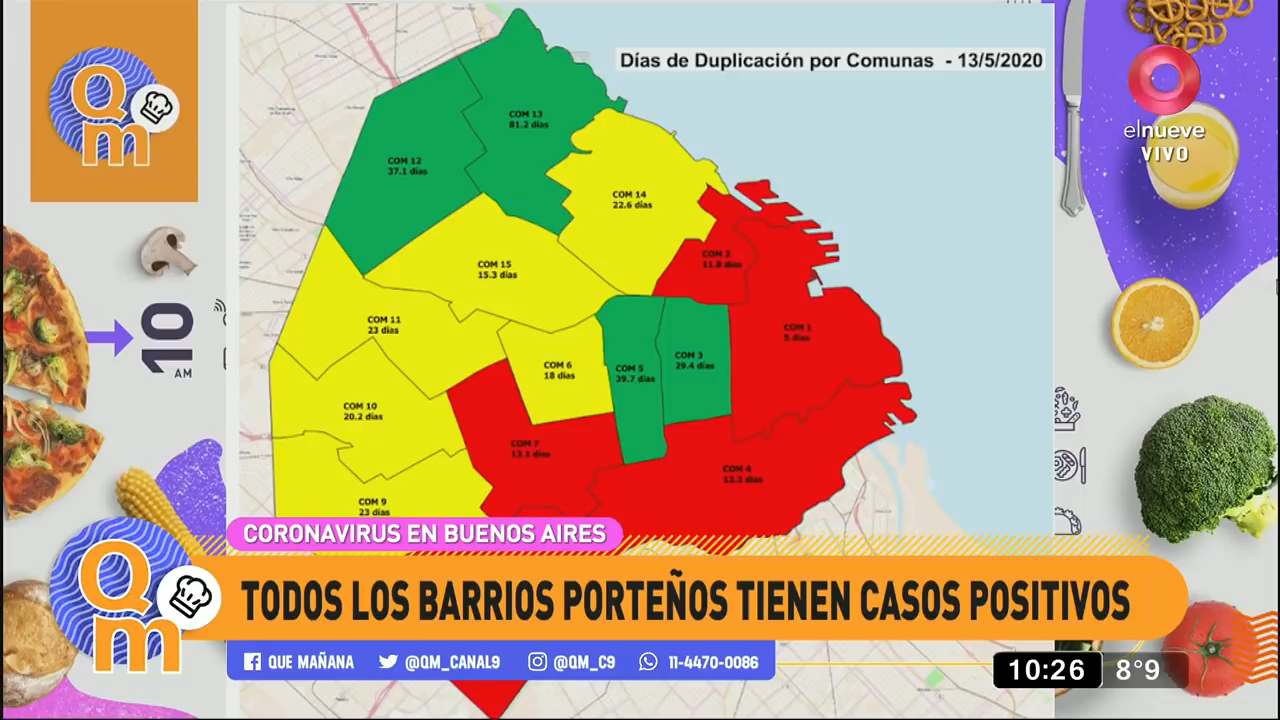 Qm
Días de Duplicación por Comunas - 13/5/2020
elnueve
VIVO
COM 13
81.2 días
COM 12
37.1 días
COM 14
22.6 días
COM 2
11.8 días
COM 15
15.3 días
COM 11
23 días
COM 1
5 días
COM 6
18 días
COM 5
39.7 días
COM 3
29.4 días
COM 10
20.2 días
COM 7
13.1 días
COM 4
13.3 días
COM 9
23 días
10
AM
CORONAVIRUS EN BUENOS AIRES
Qm
TODOS LOS BARRIOS PORTEÑOS TIENEN CASOS POSITIVOS
QUE MAÑANA @QM_CANAL9 @QM_C9 11-4470-0086
10:26 8°9